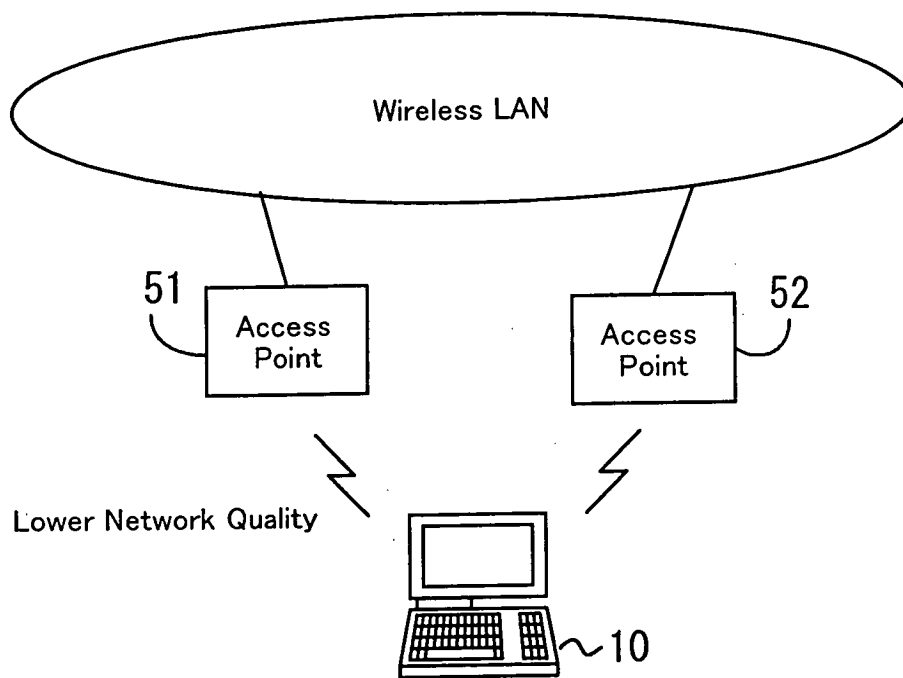 Wireless LAN
51
Access
Point
52
Access
Point
Lower Network Quality
10